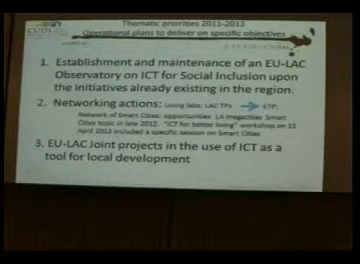 Thematic priorities 2011-2013
Operational plans to deliver on specific objectives
1. Establishment and maintenance of an EU-LAC
Observatory on ICT for Social Inclusion upon
the initiatives already existing in the region.
2. Networking actions: Living labs: LAC TPs ETP;
Network of Smart Cities: opportunities LA megacities Smart
Cities topic in late 2012. "ICT for better living" workshop on 15
April 2013 included a specific session on Smart Cities
3. EU-LAC Joint projects in the use of ICT as a
tool for local development